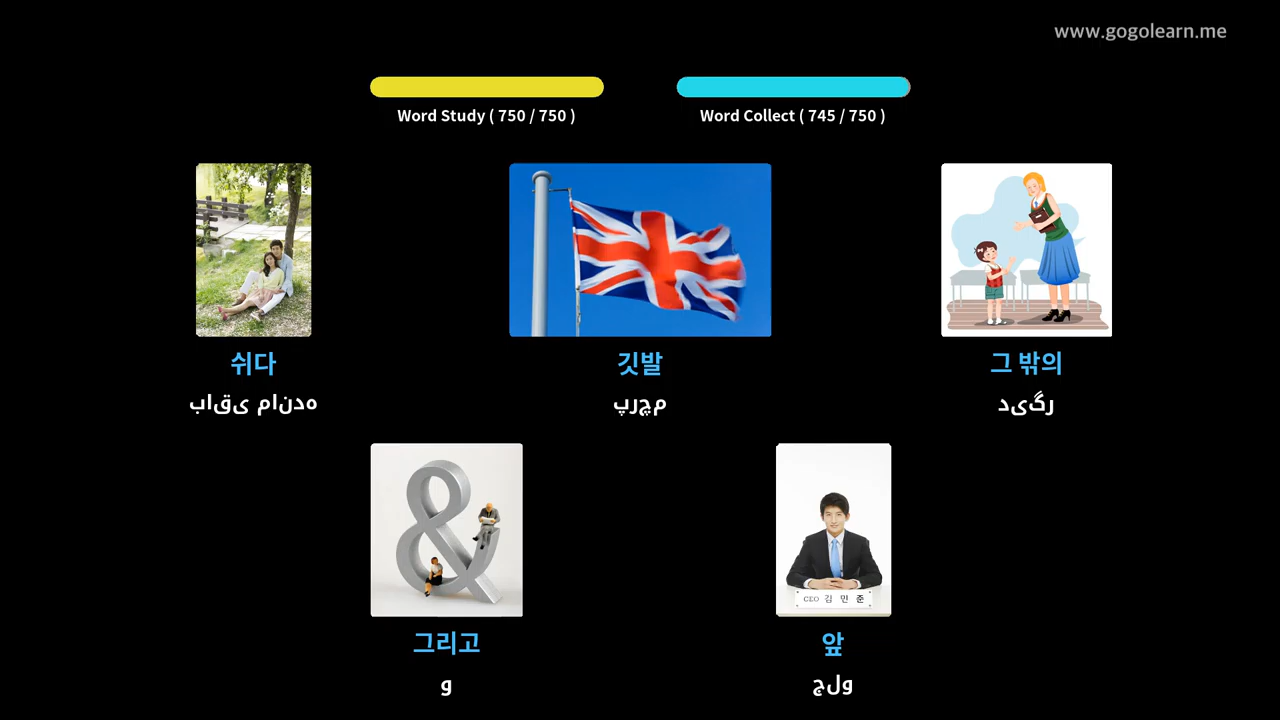 www.gogolearn.me
Word Study ( 750 / 750 )
Word Collect ( 745 / 750 )
쉬다
باقی مانده
깃발
پرچم
그 밖의
دیگر
그리고
و
CEO 김 민 준
앞
جلو